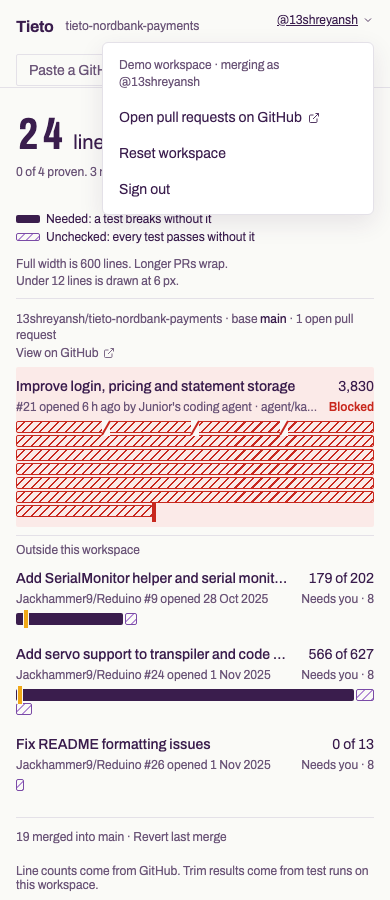 Tieto
tieto-nordbank-payments
@13shreyansh
Paste a GitH
Demo workspace · merging as
@13shreyansh
Open pull requests on GitHub
Reset workspace
Sign out
24 line
0 of 4 proven. 3 r
Needed: a test breaks without it
Unchecked: every test passes without it
Full width is 600 lines. Longer PRs wrap.
Under 12 lines is drawn at 6 px.
13shreyansh/tieto-nordbank-payments · base main · 1 open pull
request
View on GitHub
Improve login, pricing and statement storage 3,830
#21 opened 6 h ago by Junior's coding agent · agent/ka… Blocked
Outside this workspace
Add SerialMonitor helper and serial monit… 179 of 202
Jackhammer9/Reduino #9 opened 28 Oct 2025 Needs you · 8
Add servo support to transpiler and code … 566 of 627
Jackhammer9/Reduino #24 opened 1 Nov 2025 Needs you · 8
Fix README formatting issues 0 of 13
Jackhammer9/Reduino #26 opened 1 Nov 2025 Needs you · 8
19 merged into main · Revert last merge
Line counts come from GitHub. Trim results come from test runs on
this workspace.